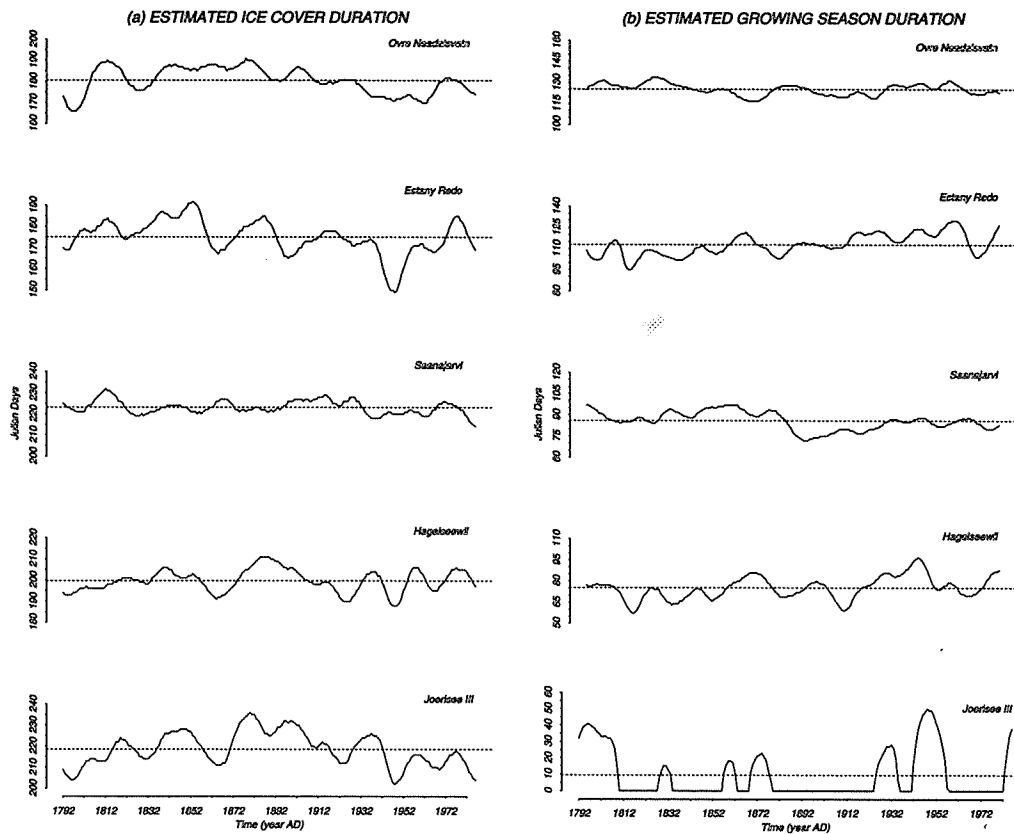 (a) ESTIMATED ICE COVER DURATION
Ovre Neadalsvatn
160 170 180 190 200
Estany Redo
150 160 170 180 190
Saanajarvi
200 210 220 230 240
Julian Days
Hagelseewli
180 190 200 210 220
Joerisee III
200 210 220 230 240
1792 1812 1832 1852 1872 1892 1912 1932 1952 1972
Time (year AD)
(b) ESTIMATED GROWING SEASON DURATION
Ovre Neadalsvatn
100 115 130 145 160
Estany Redo
80 95 110 125 140
Saanajarvi
60 75 90 105 120
Julian Days
Hagelseewli
50 65 80 95 110
Joerisee III
0 10 20 30 40 50 60
1792 1812 1832 1852 1872 1892 1912 1932 1952 1972
Time (year AD)